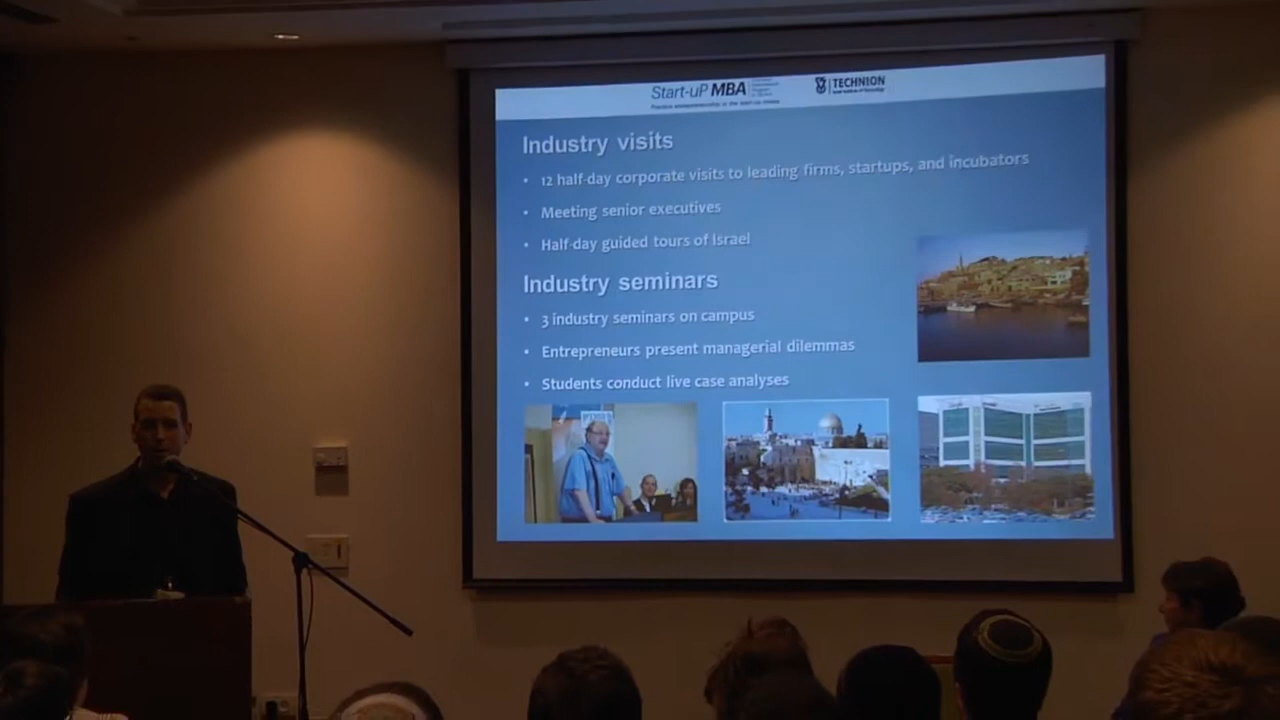 Start-uP MBA
TECHNION
Industry visits
• 12 half-day corporate visits to leading firms, startups, and incubators
• Meeting senior executives
• Half-day guided tours of Israel
Industry seminars
• 3 industry seminars on campus
• Entrepreneurs present managerial dilemmas
• Students conduct live case analyses